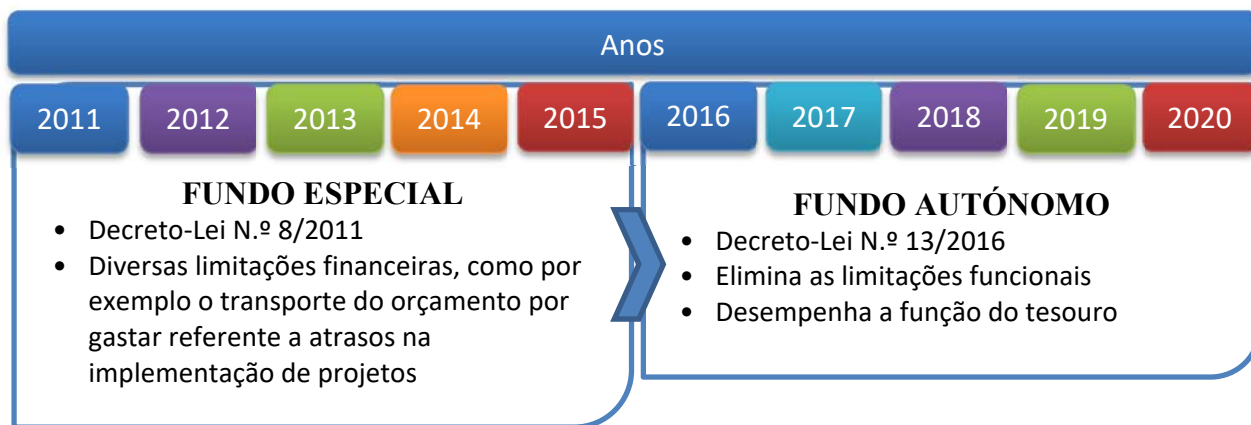 Anos
2011 2012 2013 2014 2015 2016 2017 2018 2019 2020
FUNDO ESPECIAL
• Decreto-Lei N.º 8/2011
• Diversas limitações financeiras, como por
exemplo o transporte do orçamento por
gastar referente a atrasos na
implementação de projetos
FUNDO AUTÓNOMO
• Decreto-Lei N.º 13/2016
• Elimina as limitações funcionais
• Desempenha a função do tesouro